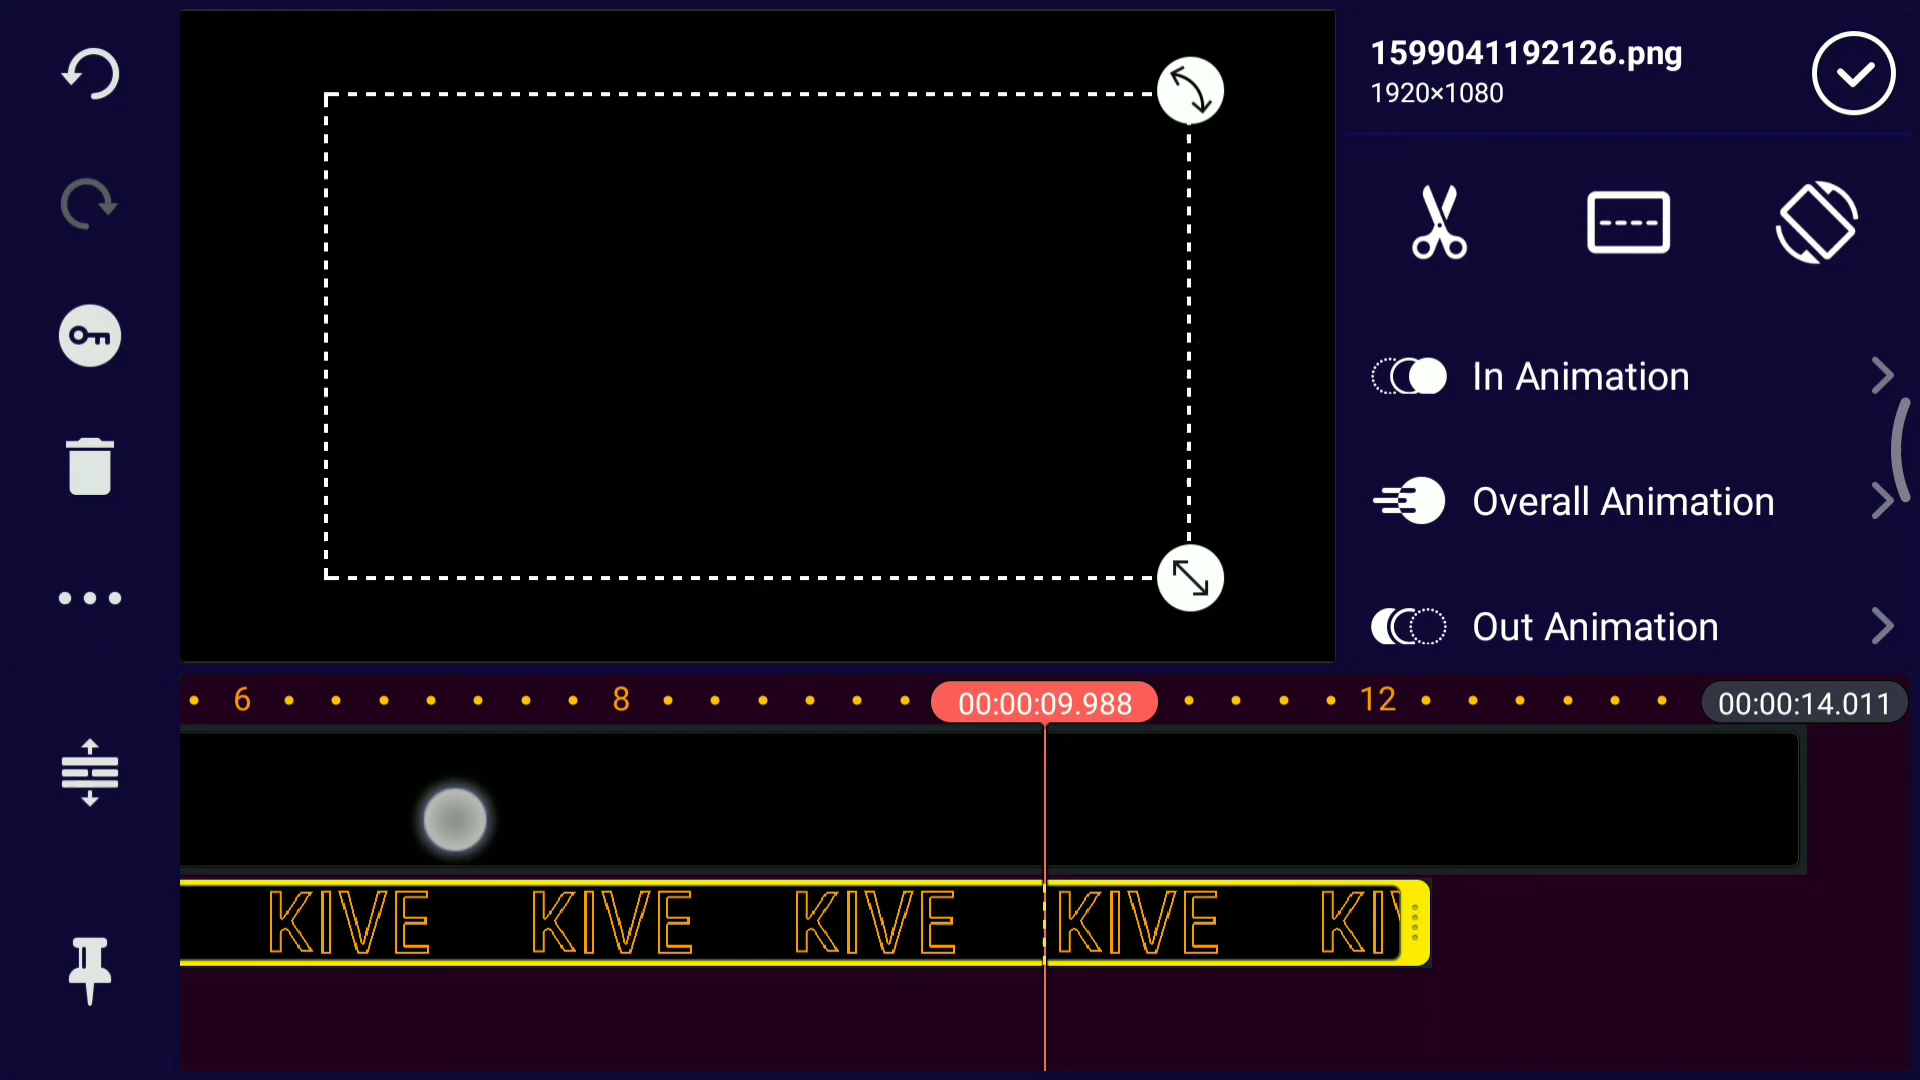 1599041192126.png
1920×1080
In Animation
Overall Animation
Out Animation
6 8 00:00:09.988 12 00:00:14.011
KIVE KIVE KIVE KIVE KIV